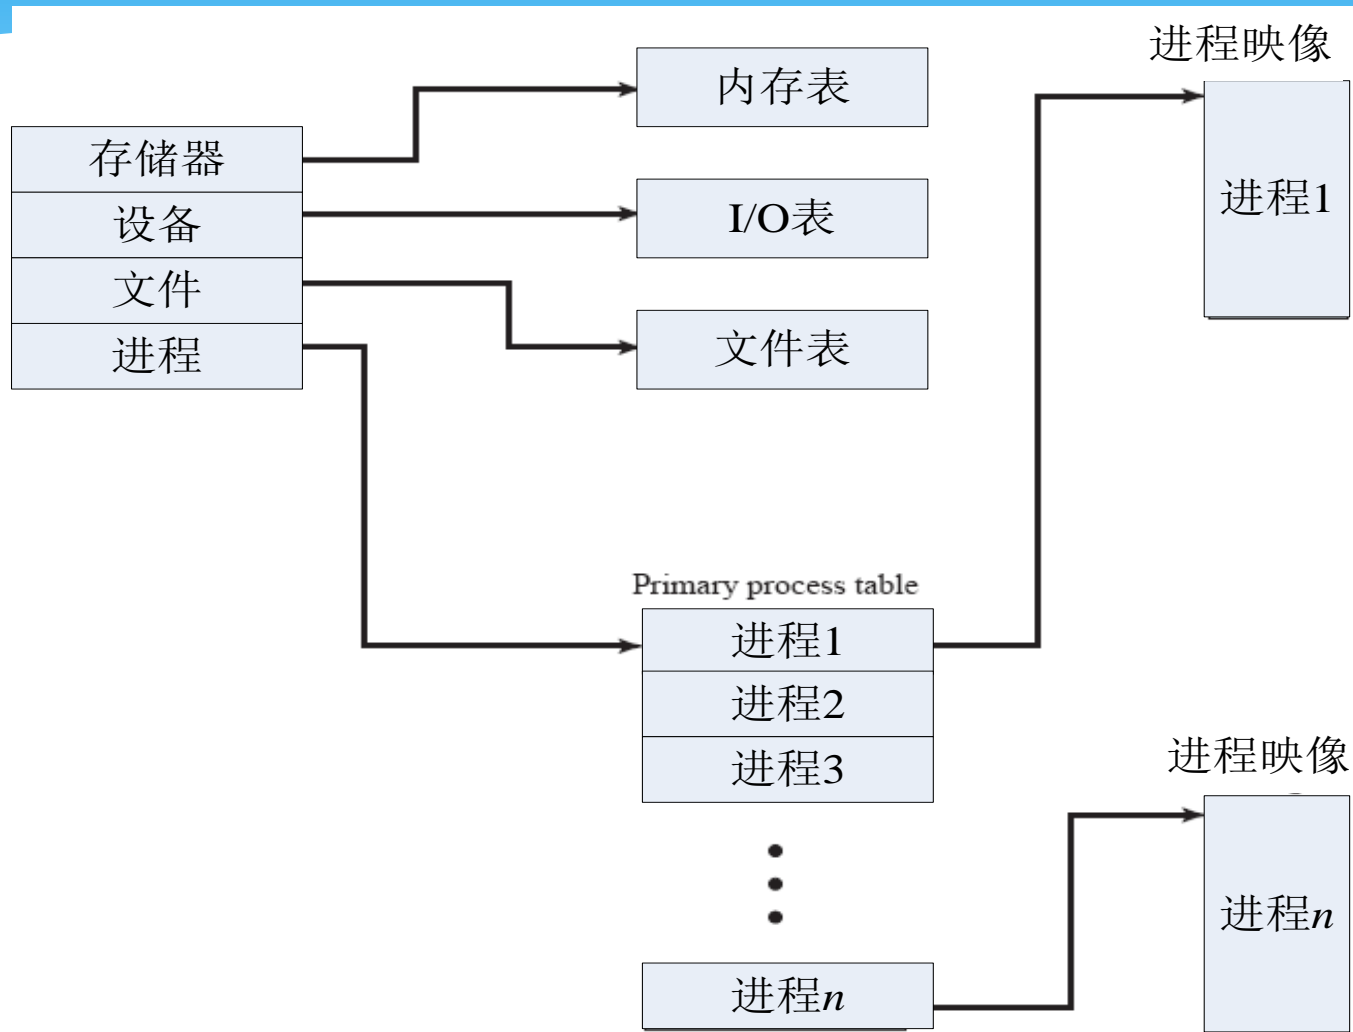 进程映像
内存表
存储器
进程1
设备
I/O表
文件
进程
文件表
Primary process table
进程1
进程2
进程3
进程映像
进程n
进程n